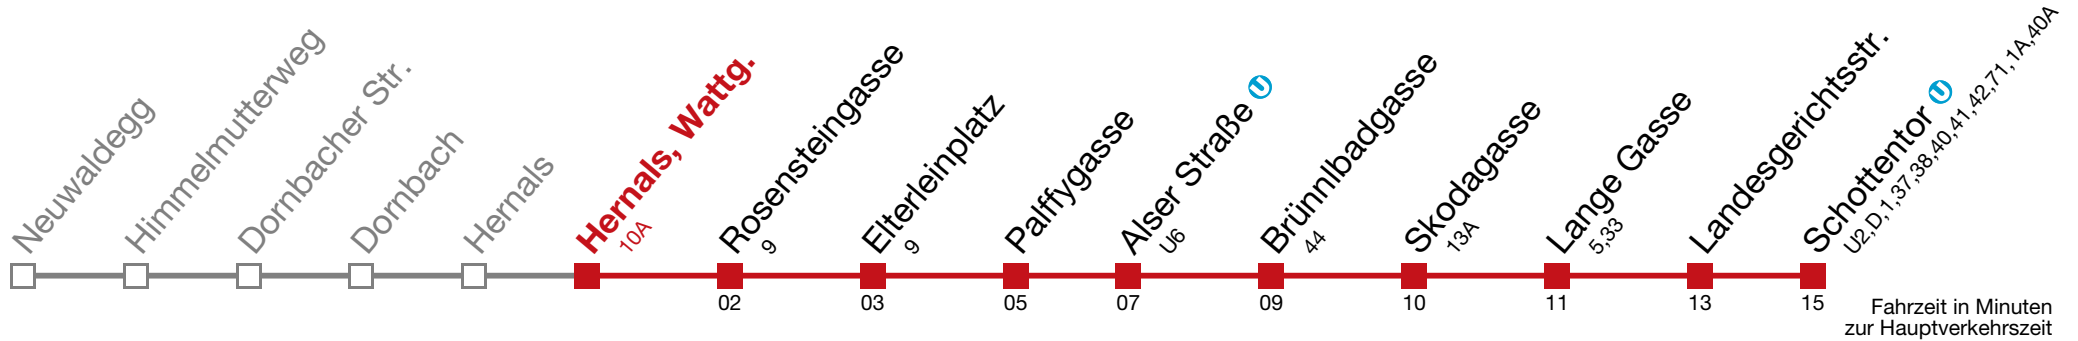 Neuwaldegg
Himmelmutterweg
Dornbacher Str.
Dornbach
Hernals
Hernals, Wattg.
10A
Rosensteingasse
9
Elterleinplatz
9
Palffygasse
Alser Straße U
U6
Brünnlbadgasse
44
Skodagasse
13A
Lange Gasse
5,33
Landesgerichtsstr.
Schottentor U
U2,D,1,37,38,40,41,42,71,1A,40A
02
03
05
07
09
10
11
13
15
Fahrzeit in Minuten
zur Hauptverkehrszeit